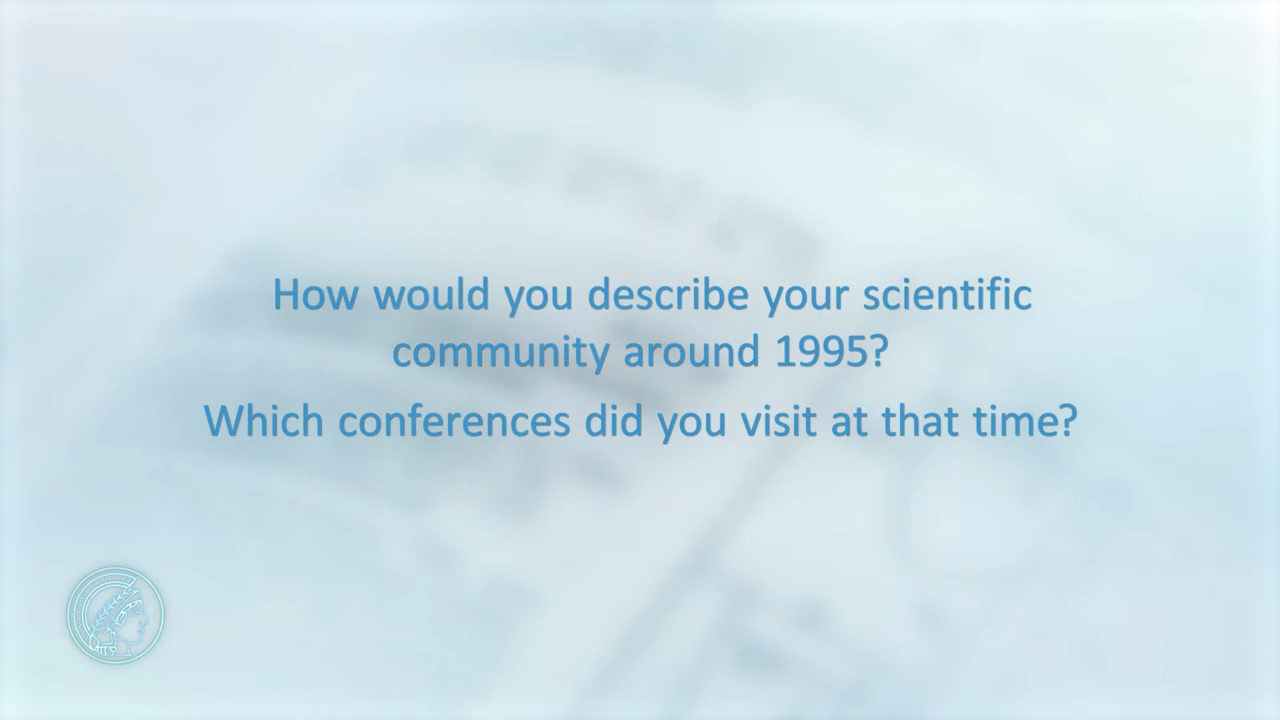 How would you describe your scientific
community around 1995?
Which conferences did you visit at that time?